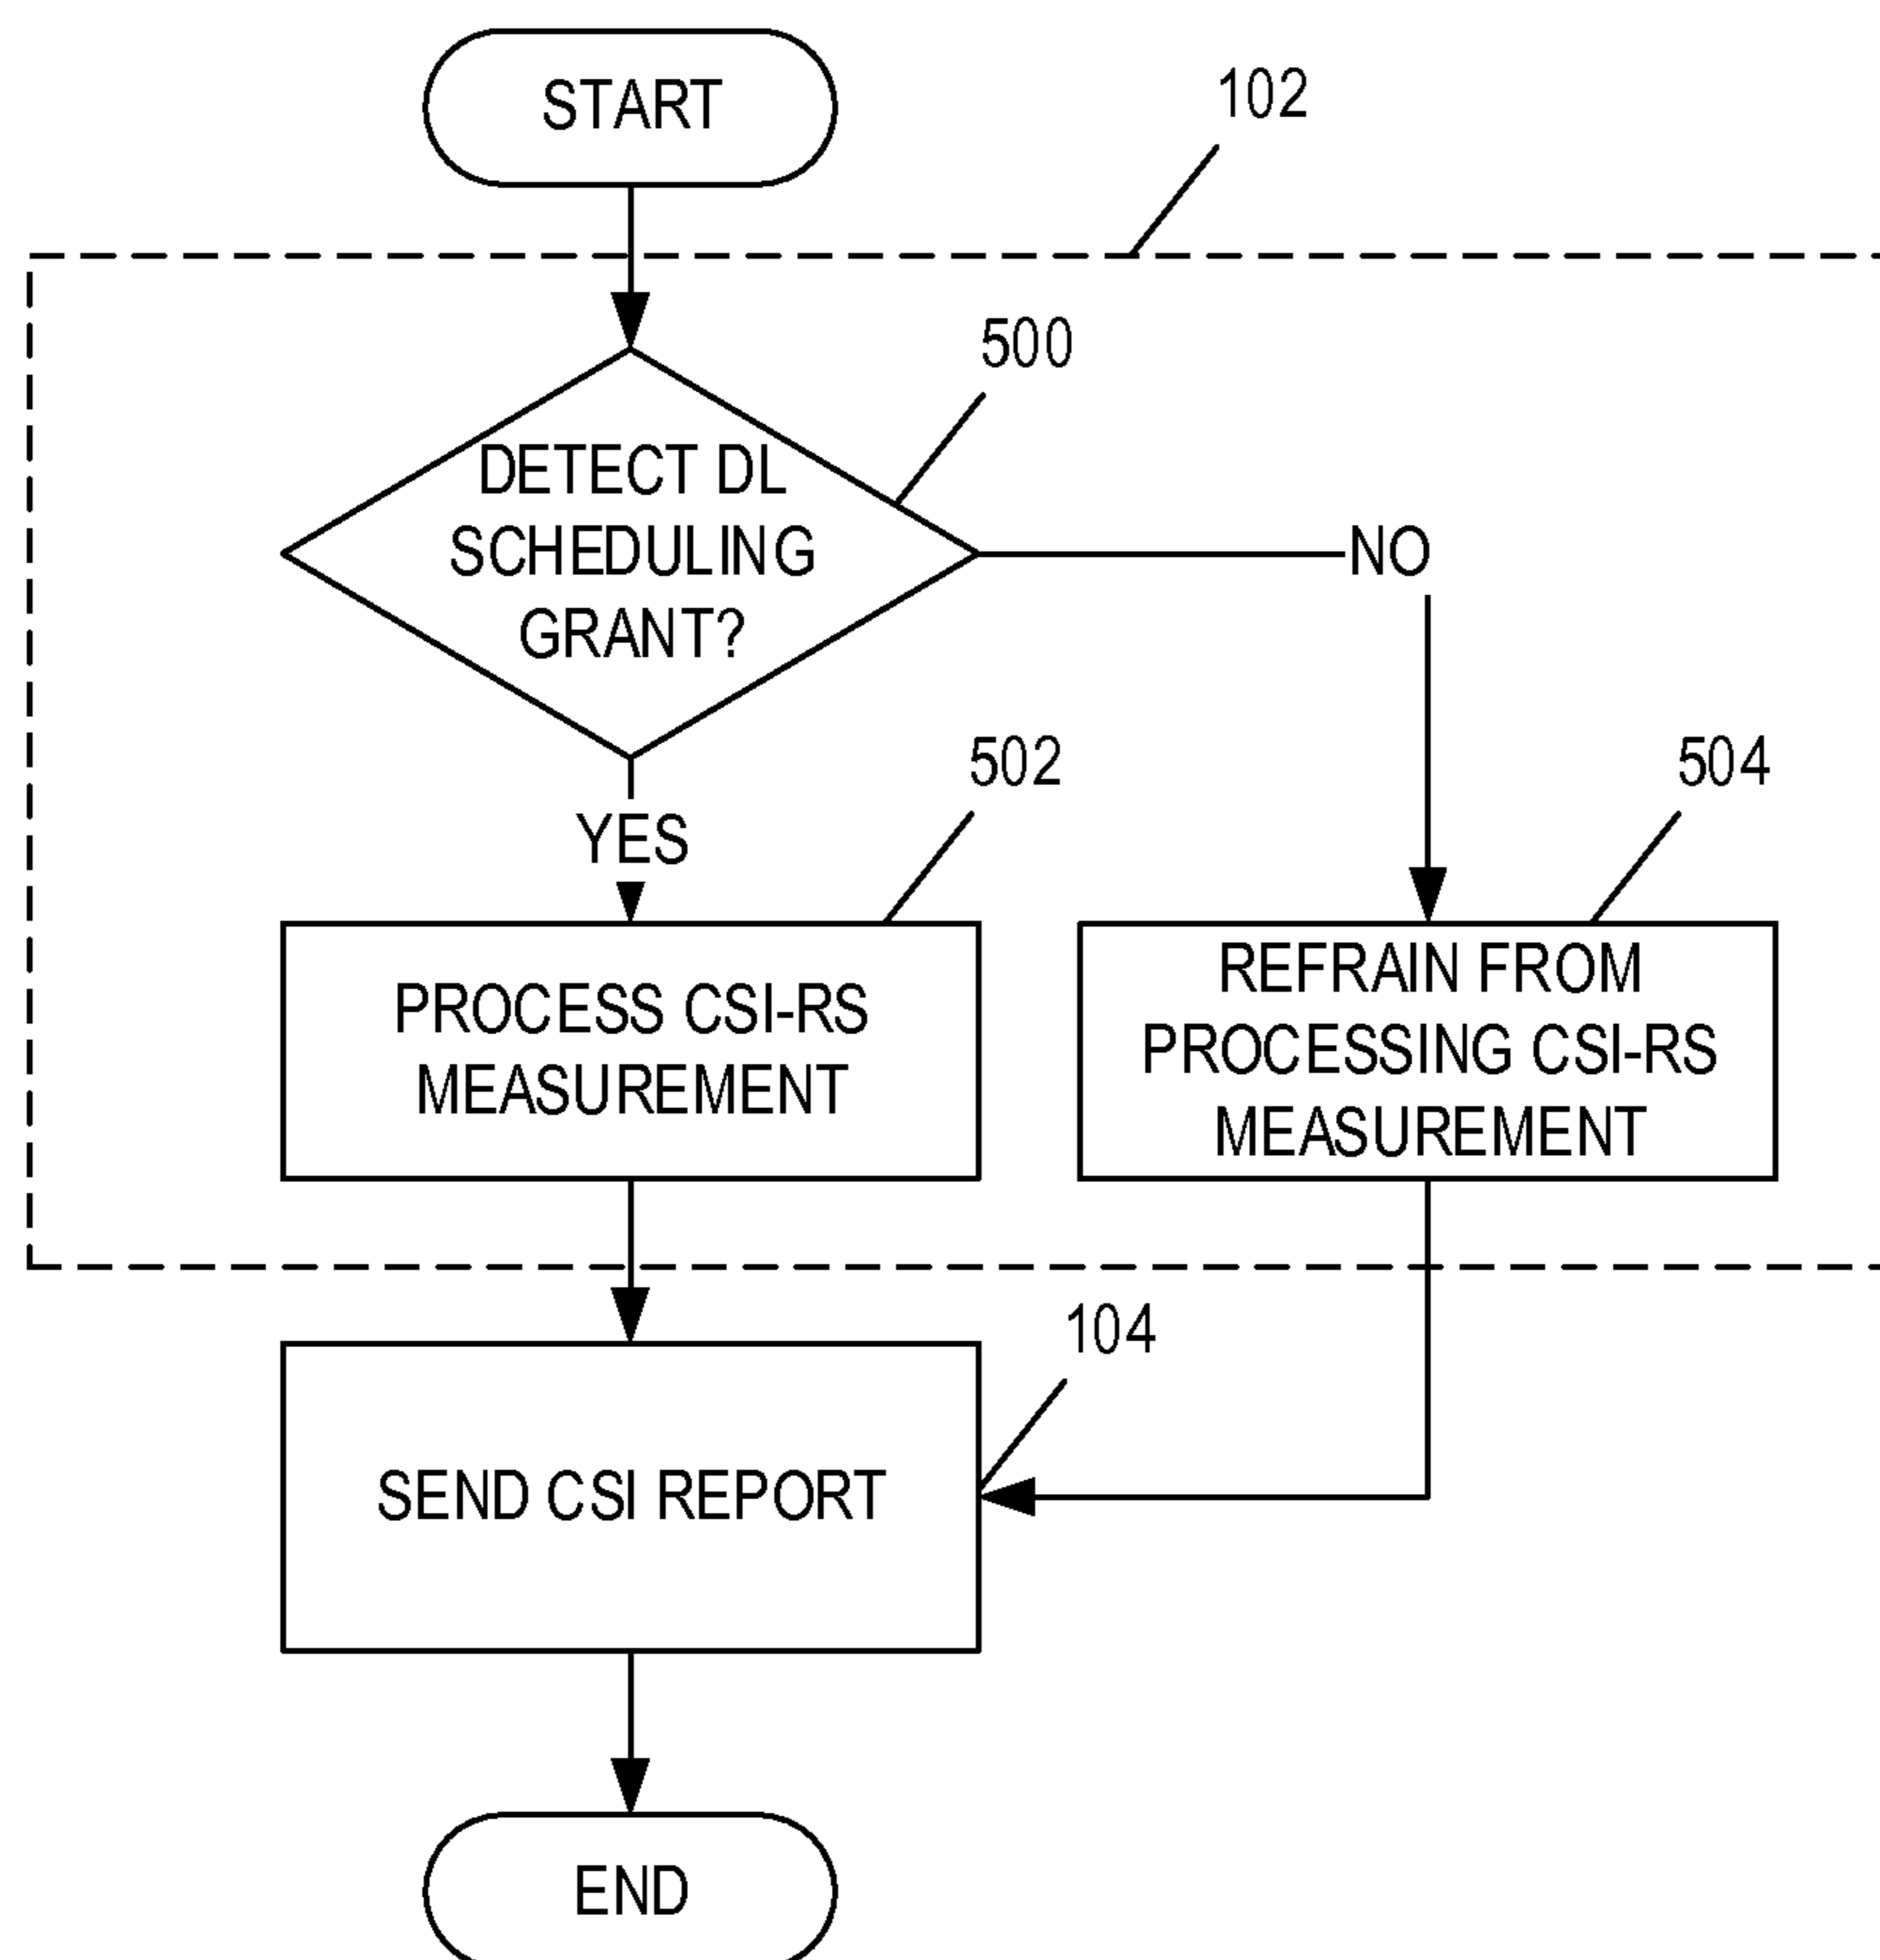 START
102
500
DETECT DL
SCHEDULING
GRANT?
NO
502
504
YES
PROCESS CSI-RS
MEASUREMENT
REFRAIN FROM
PROCESSING CSI-RS
MEASUREMENT
104
SEND CSI REPORT
END